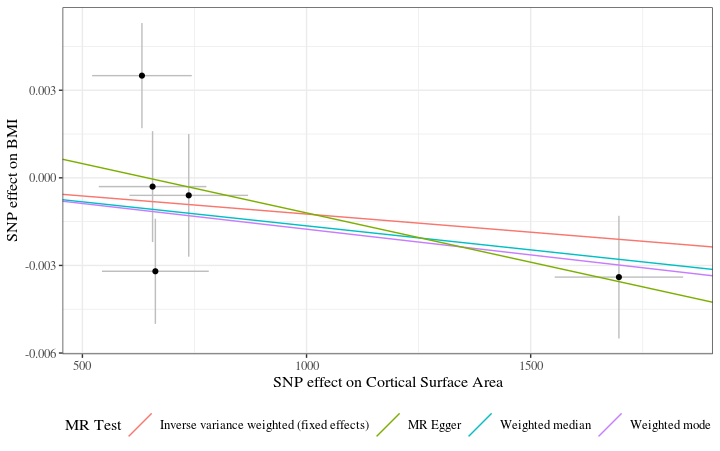 SNP effect on BMI
0.003
0.000
-0.003
-0.006
500
1000
1500
SNP effect on Cortical Surface Area
MR Test Inverse variance weighted (fixed effects) MR Egger Weighted median Weighted mode